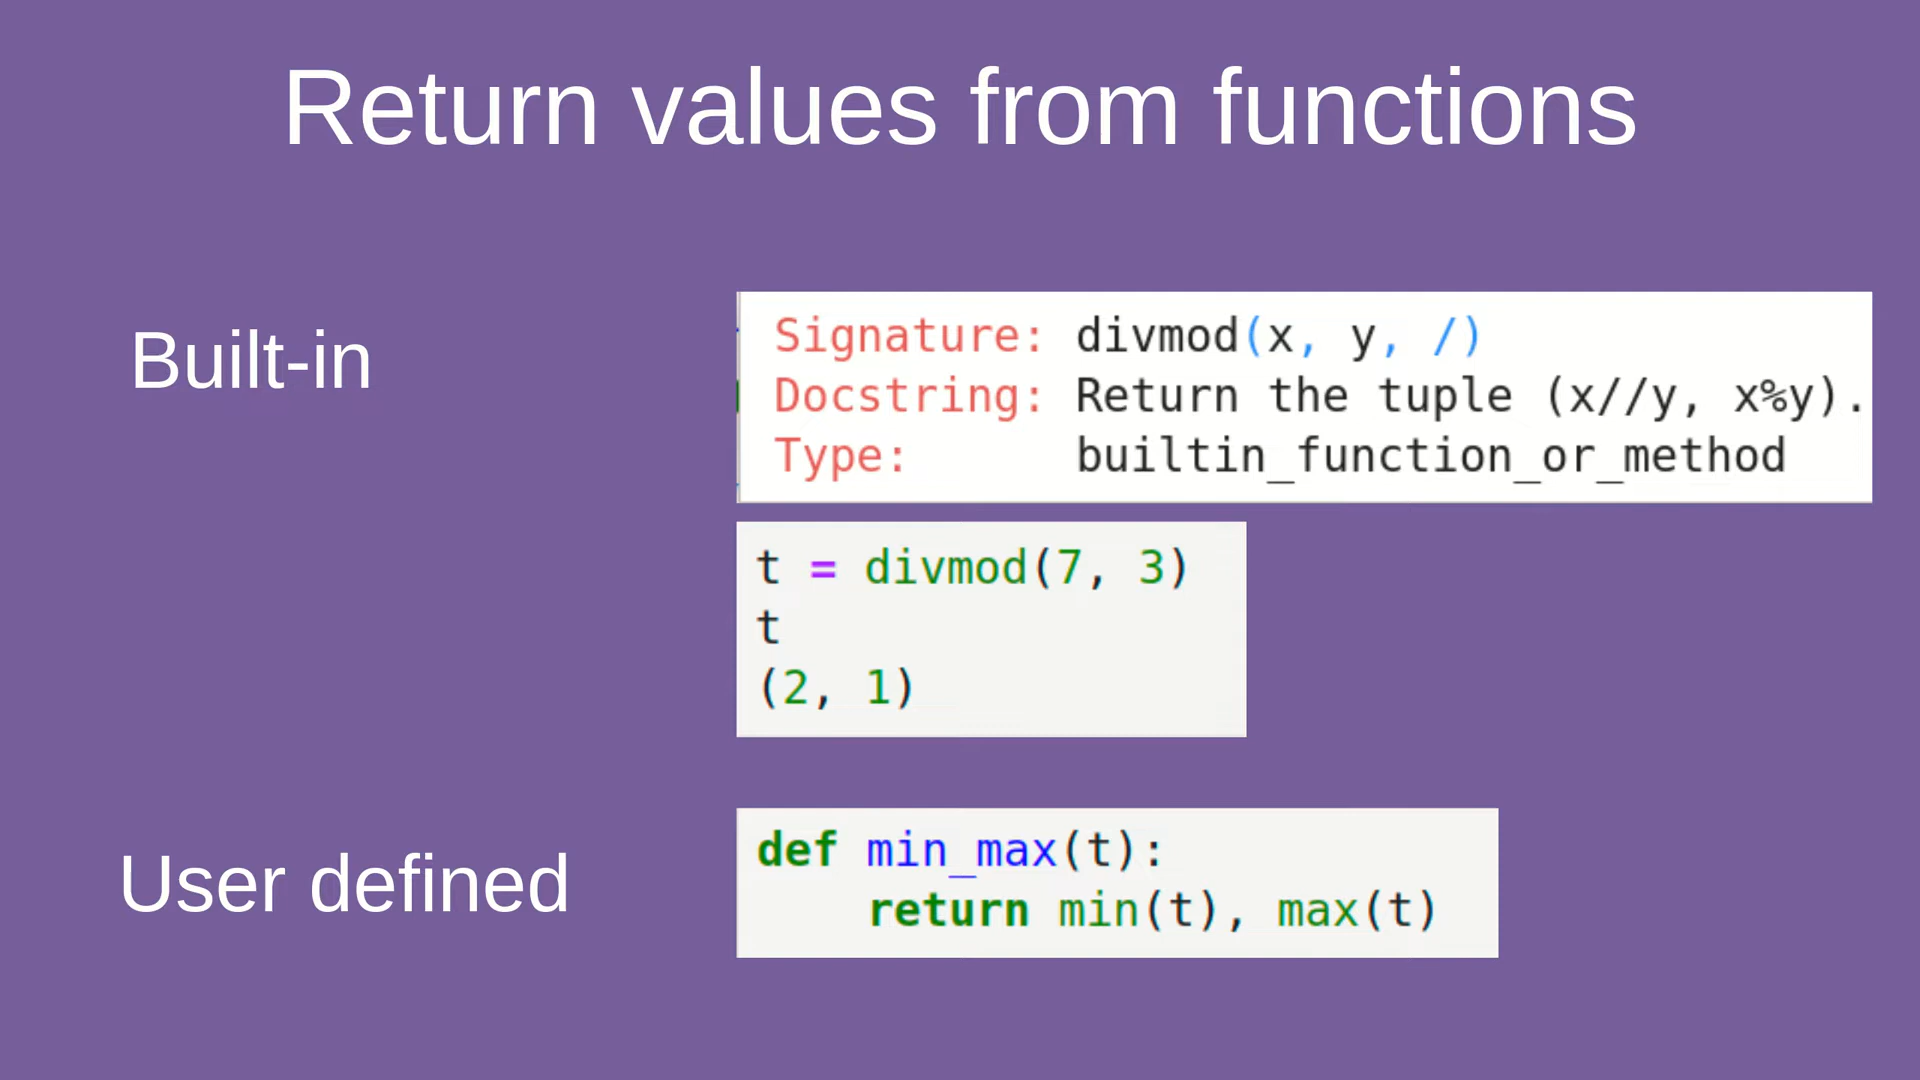 Return values from functions
Built-in
Signature: divmod(x, y, /)
Docstring: Return the tuple (x//y, x%y).
Type:      builtin_function_or_method
t = divmod(7, 3)
t
(2, 1)
User defined
def min_max(t):
    return min(t), max(t)